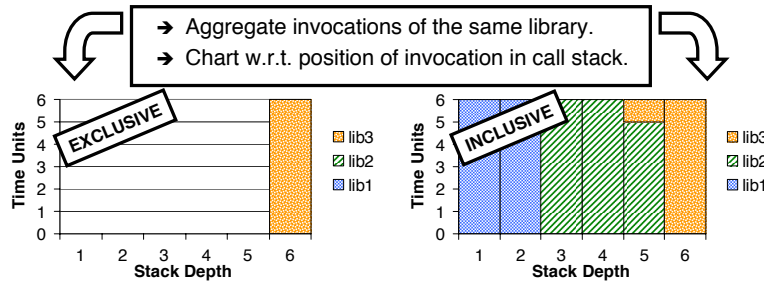 ➔ Aggregate invocations of the same library.
➔ Chart w.r.t. position of invocation in call stack.
EXCLUSIVE
Time Units
6
5
4
3
2
1
0
1 2 3 4 5 6
Stack Depth
lib3
lib2
lib1
INCLUSIVE
Time Units
6
5
4
3
2
1
0
1 2 3 4 5 6
Stack Depth
lib3
lib2
lib1